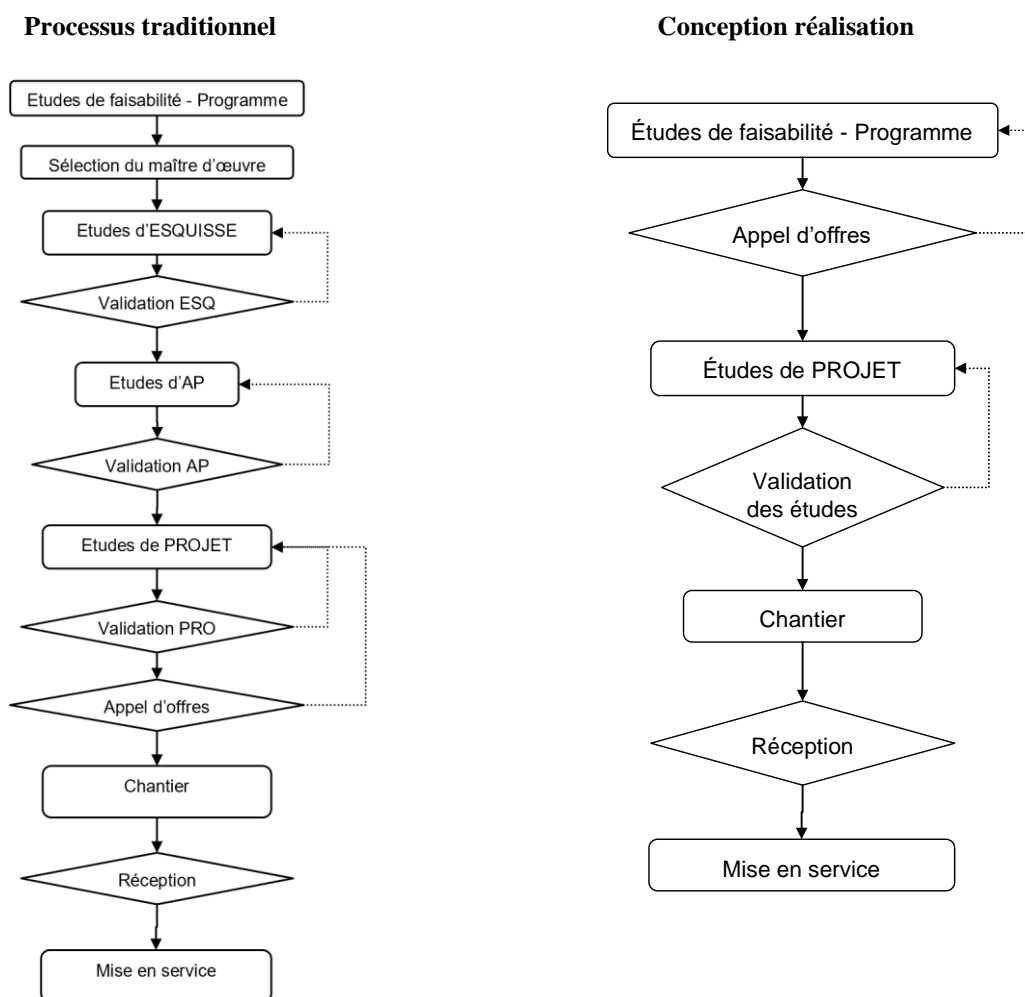 Processus traditionnel
Etudes de faisabilité - Programme
Sélection du maître d'œuvre
Etudes d'ESQUISSE
Validation ESQ
Etudes d'AP
Validation AP
Etudes de PROJET
Validation PRO
Appel d'offres
Chantier
Réception
Mise en service
Conception réalisation
Études de faisabilité - Programme
Appel d'offres
Études de PROJET
Validation
des études
Chantier
Réception
Mise en service